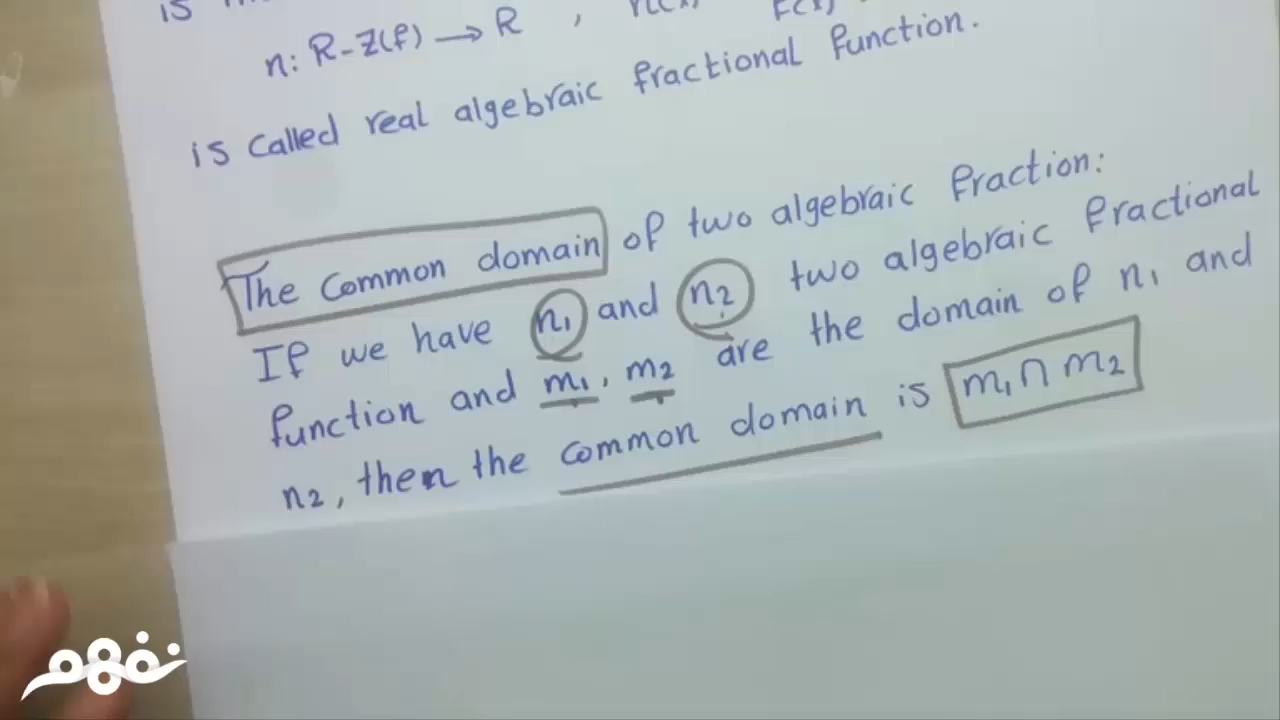 is
n: R-Z(f) → R ,
is called real algebraic fractional function.
The common domain of two algebraic fraction:
If we have n₁ and n₂ two algebraic fractional
function and m₁, m₂ are the domain of n₁ and
n₂, then the common domain is m₁ ∩ m₂
نفهم